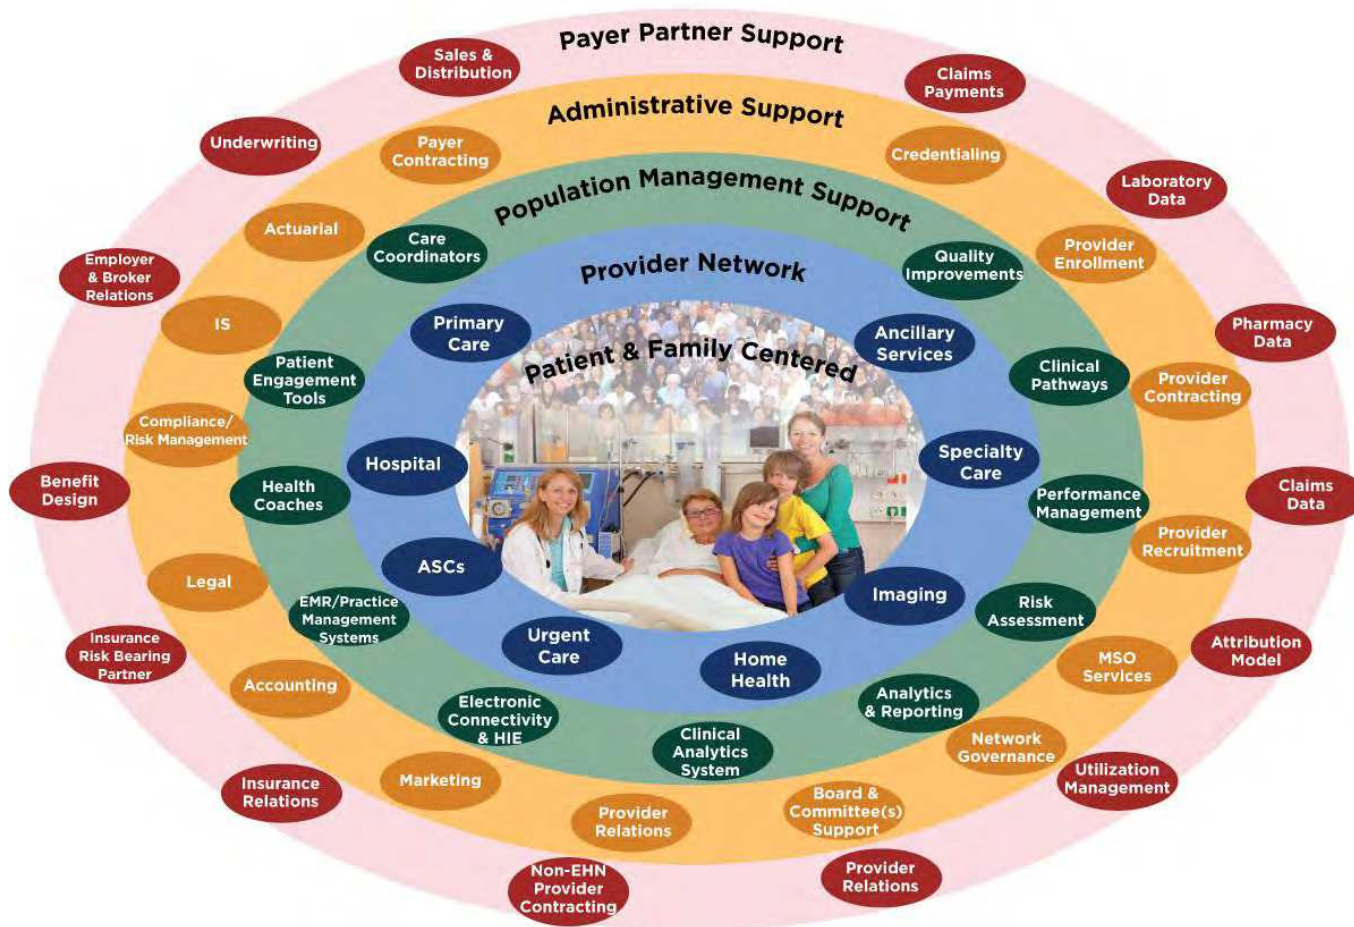 Payer Partner Support
Sales &
Distribution
Claims
Payments
Underwriting
Laboratory
Data
Employer
& Broker
Relations
Pharmacy
Data
Benefit
Design
Claims
Data
Insurance
Risk Bearing
Partner
Attribution
Model
Insurance
Relations
Utilization
Management
Non-EHN
Provider
Contracting
Provider
Relations
Administrative Support
Payer
Contracting
Credentialing
Actuarial
Provider
Enrollment
IS
Provider
Contracting
Compliance/
Risk Management
Provider
Recruitment
Legal
MSO
Services
Accounting
Network
Governance
Marketing
Provider
Relations
Board &
Committee(s)
Support
Population Management Support
Care
Coordinators
Quality
Improvements
Patient
Engagement
Tools
Clinical
Pathways
Health
Coaches
Performance
Management
EMR/Practice
Management
Systems
Risk
Assessment
Electronic
Connectivity
& HIE
Clinical
Analytics
System
Analytics
& Reporting
Provider Network
Primary
Care
Ancillary
Services
Hospital
Specialty
Care
ASCs
Imaging
Urgent
Care
Home
Health
Patient & Family Centered